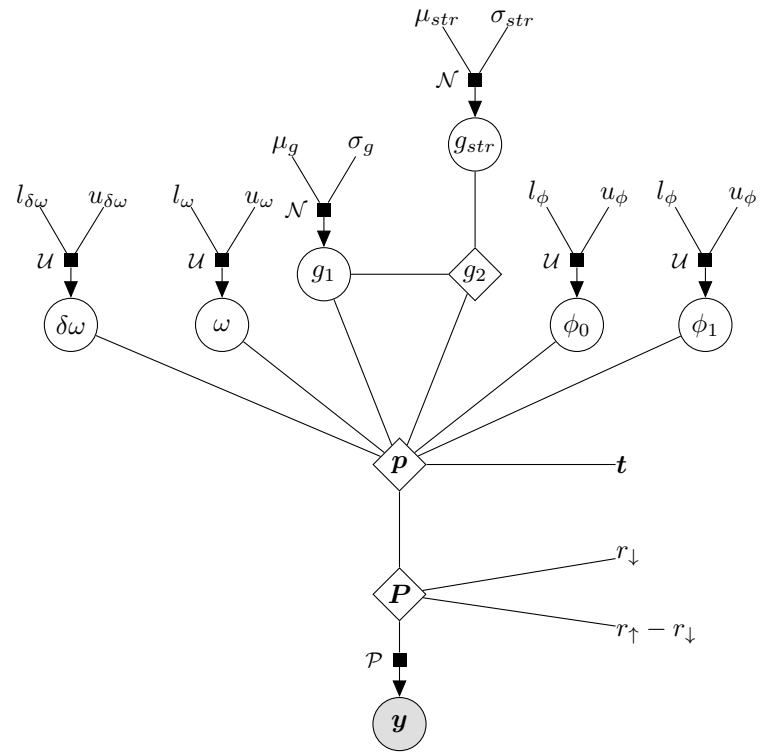 μ_str σ_str
𝒩
g_str
μ_g σ_g
𝒩
l_δω u_δω l_ω u_ω l_ϕ u_ϕ l_ϕ u_ϕ
𝒰 𝒰 𝒰 𝒰
g_1 g_2
δω ω ϕ_0 ϕ_1
p t
r_↓
P
r_↑ − r_↓
𝒫
y